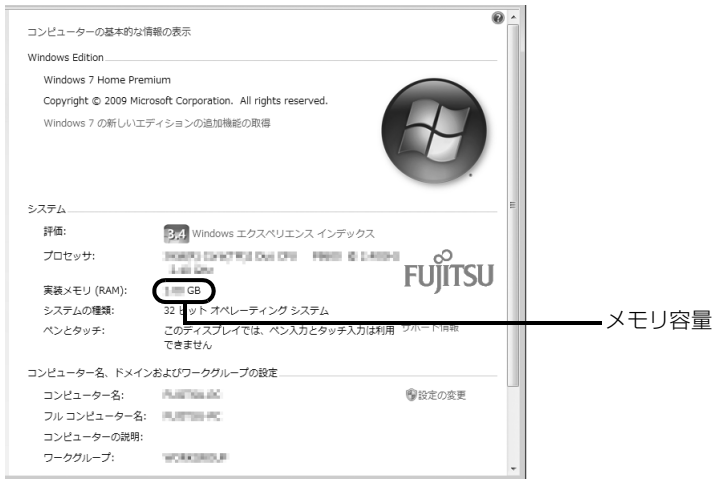 コンピューターの基本的な情報の表示
Windows Edition
Windows 7 Home Premium
Copyright © 2009 Microsoft Corporation. All rights reserved.
Windows 7 の新しいエディションの追加機能の取得
システム
評価:
3.4 Windows エクスペリエンス インデックス
プロセッサ:
FUJITSU
実装メモリ (RAM):
GB
システムの種類:
32 ビット オペレーティング システム
ペンとタッチ:
このディスプレイでは、ペン入力とタッチ入力は利用
できません
サポート情報
メモリ容量
コンピューター名、ドメインおよびワークグループの設定
コンピューター名:
設定の変更
フル コンピューター名:
コンピューターの説明:
ワークグループ: